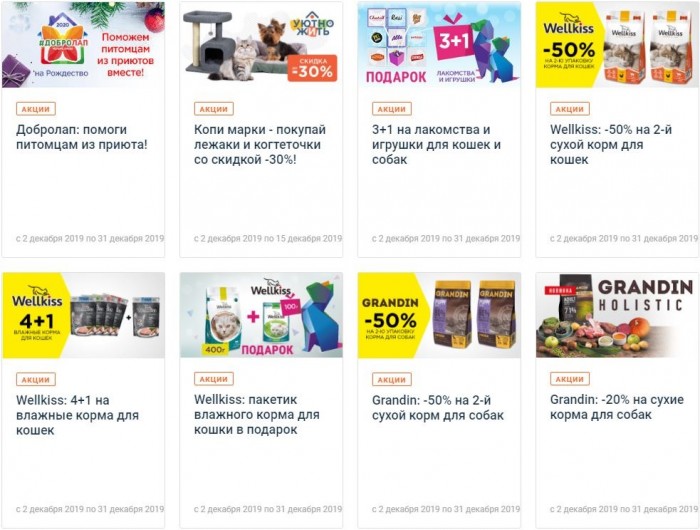 2020
#ДОБРОЛАП
на Рождество
Поможем
питомцам
из приютов
вместе!
АКЦИИ
Добролап: помоги
питомцам из приюта!
с 2 декабря 2019 по 31 декабря 2019
УЮТНО
ЖИТЬ
СКИДКА
30%
АКЦИИ
Копи марки - покупай
лежаки и когтеточки
со скидкой -30%!
с 2 декабря 2019 по 15 декабря 2019
3+1
ПОДАРОК
ЛАКОМСТВА
И ИГРУШКИ
АКЦИИ
3+1 на лакомства и
игрушки для кошек и
собак
с 2 декабря 2019 по 31 декабря 2019
Wellkiss
-50%
НА 2-Ю УПАКОВКУ
КОРМА ДЛЯ КОШЕК
Wellkiss
Wellkiss
АКЦИИ
Wellkiss: -50% на 2-й
сухой корм для
кошек
с 2 декабря 2019 по 31 декабря 2019
Wellkiss
4+1
ВЛАЖНЫЕ КОРМА
ДЛЯ КОШЕК
+
АКЦИИ
Wellkiss: 4+1 на
влажные корма для
кошек
с 2 декабря 2019 по 31 декабря 2019
Wellkiss
400г
+
100г
ПОДАРОК
АКЦИИ
Wellkiss: пакетик
влажного корма для
кошки в подарок
с 2 декабря 2019 по 31 декабря 2019
GRANDIN
-50%
НА 2-Ю УПАКОВКУ
КОРМА ДЛЯ СОБАК
GRANDIN
GRANDIN
АКЦИИ
Grandin: -50% на 2-й
сухой корм для собак
с 2 декабря 2019 по 31 декабря 2019
НОВИНКА
GRANDIN
HOLISTIC
АКЦИИ
Grandin: -20% на сухие
корма для собак
с 2 декабря 2019 по 31 декабря 2019